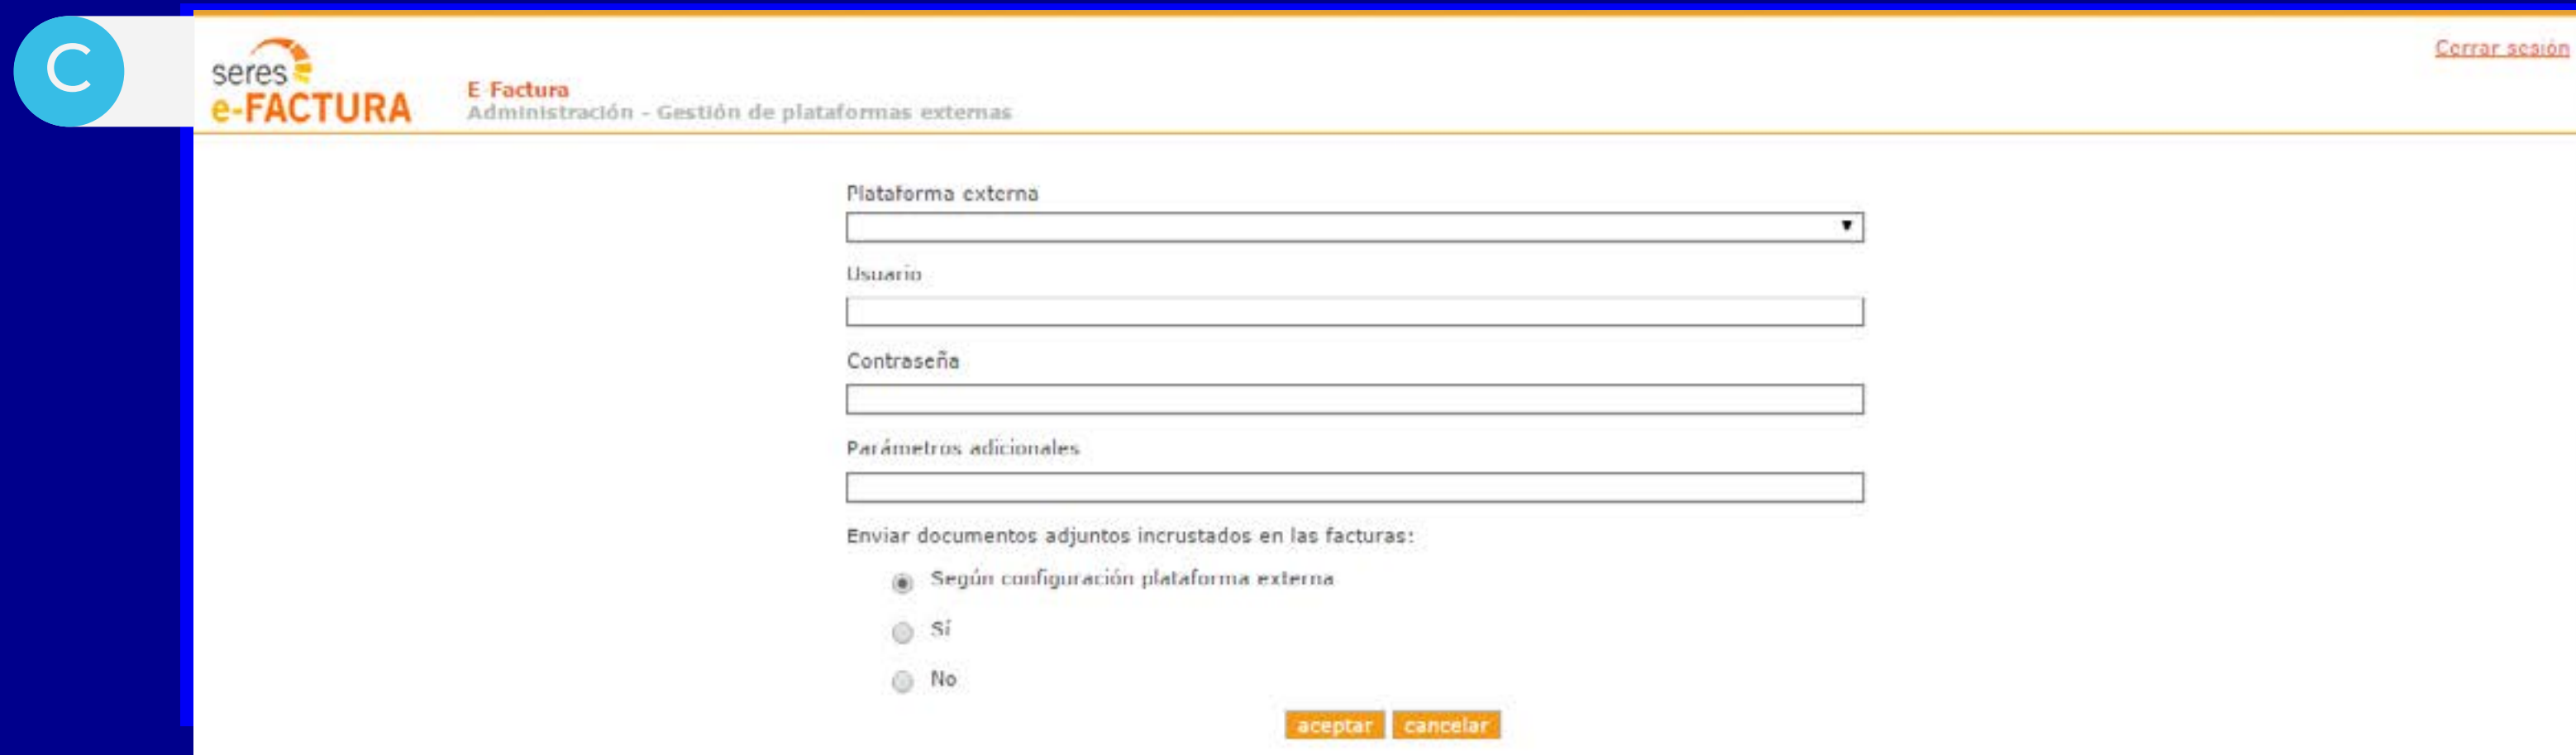 C
seres
e-FACTURA
E Factura
Administración - Gestión de plataformas externas
Cerrar sesión
Plataforma externa
Usuario
Contraseña
Parámetros adicionales
Enviar documentos adjuntos incrustados en las facturas:
Según configuración plataforma externa
Sí
No
aceptar cancelar